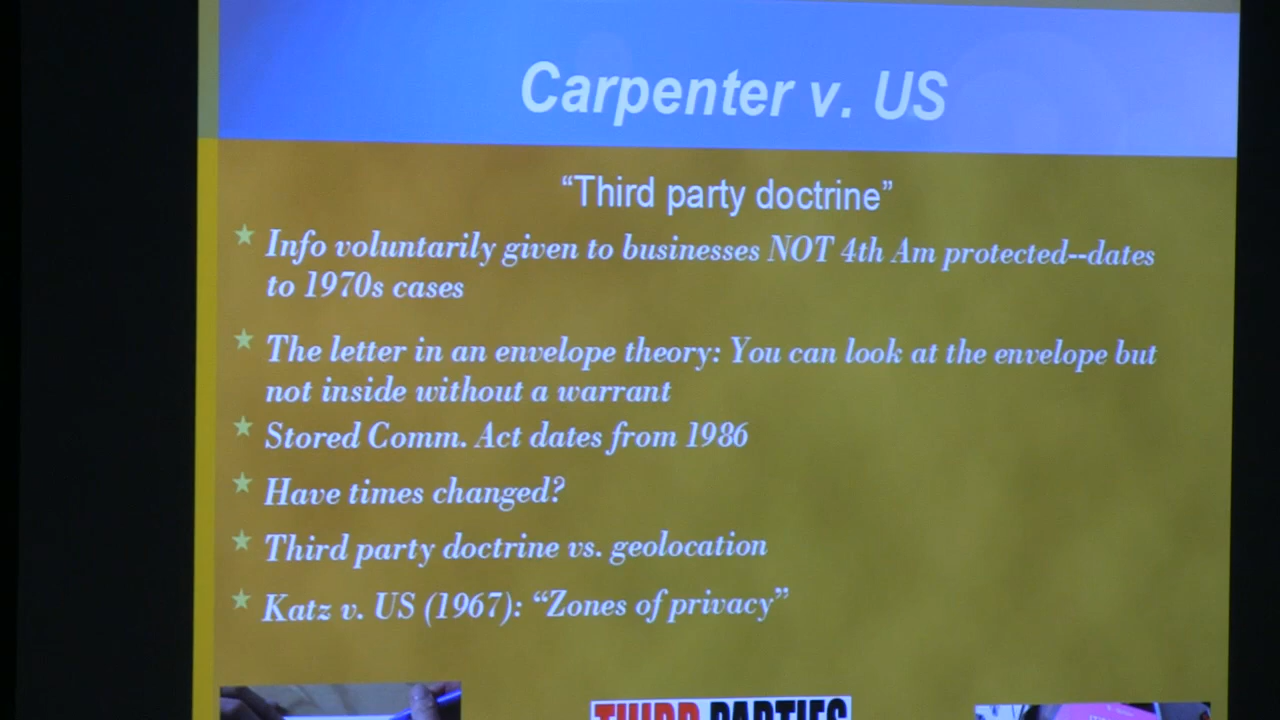 Carpenter v. US
“Third party doctrine”
Info voluntarily given to businesses NOT 4th Am protected--dates
to 1970s cases
The letter in an envelope theory: You can look at the envelope but
not inside without a warrant
Stored Comm. Act dates from 1986
Have times changed?
Third party doctrine vs. geolocation
Katz v. US (1967): “Zones of privacy”
THIRD PARTIES